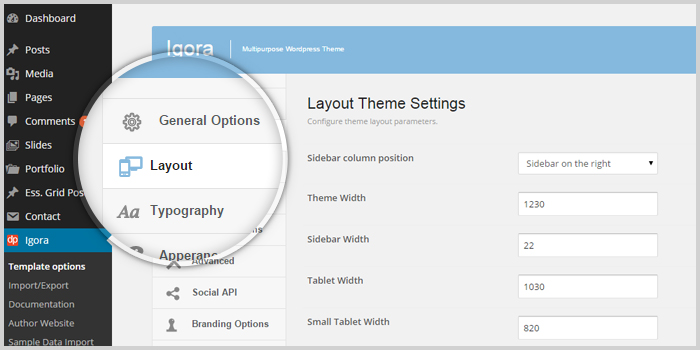 Dashboard
Posts
Media
Pages
Comments
Slides
Portfolio
Ess. Grid Pos
Contact
Igora
Template options
Import/Export
Documentation
Author Website
Sample Data Import
Igora
Multipurpose Wordpress Theme
General Options
Layout
Typography
Apperanc
Advanced
Social API
Branding Options
Layout Theme Settings
Configure theme layout parameters.
Sidebar column position
Sidebar on the right
Theme Width
1230
Sidebar Width
22
Tablet Width
1030
Small Tablet Width
820